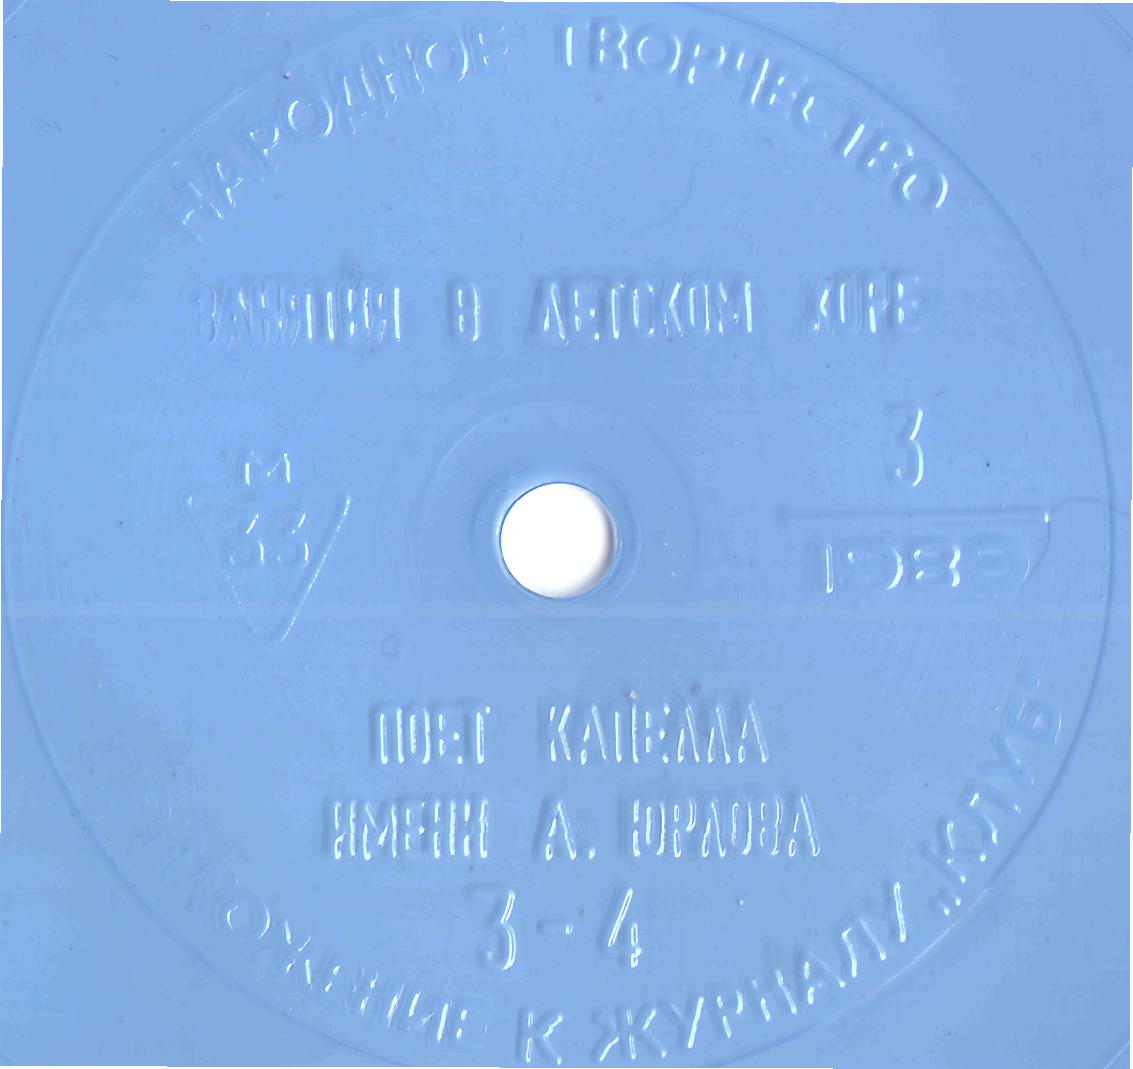 НАРОДНОЕ ТВОРЧЕСТВО
ЗАНЯТИЯ В ДЕТСКОМ ХОРЕ
М
33
3
1989
ПОЕТ КАПЕЛЛА
ИМЕНИ А. ЮРЛОВА
3-4
ПРИЛОЖЕНИЕ К ЖУРНАЛУ „КЛУБ"